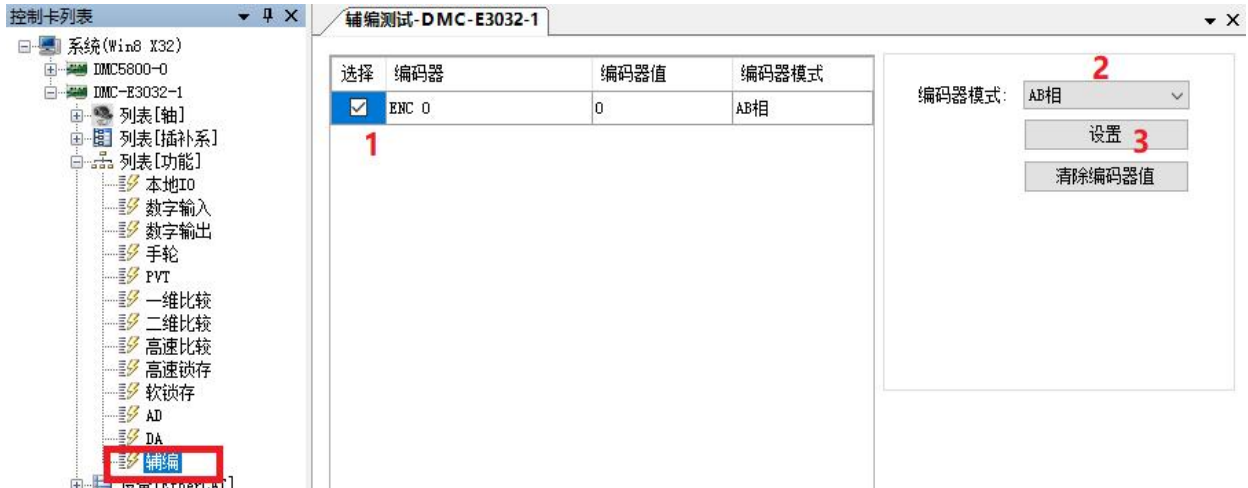 控制卡列表
系统(Win8 X32)
DMC5800-0
DMC-E3032-1
列表[轴]
列表[插补系]
列表[功能]
本地IO
数字输入
数字输出
手轮
PVT
一维比较
二维比较
高速比较
高速锁存
软锁存
AD
DA
辅编
辅编测试-DMC-E3032-1
选择 编码器 编码器值 编码器模式
ENC 0 0 AB相
1
2
编码器模式: AB相
设置 3
清除编码器值